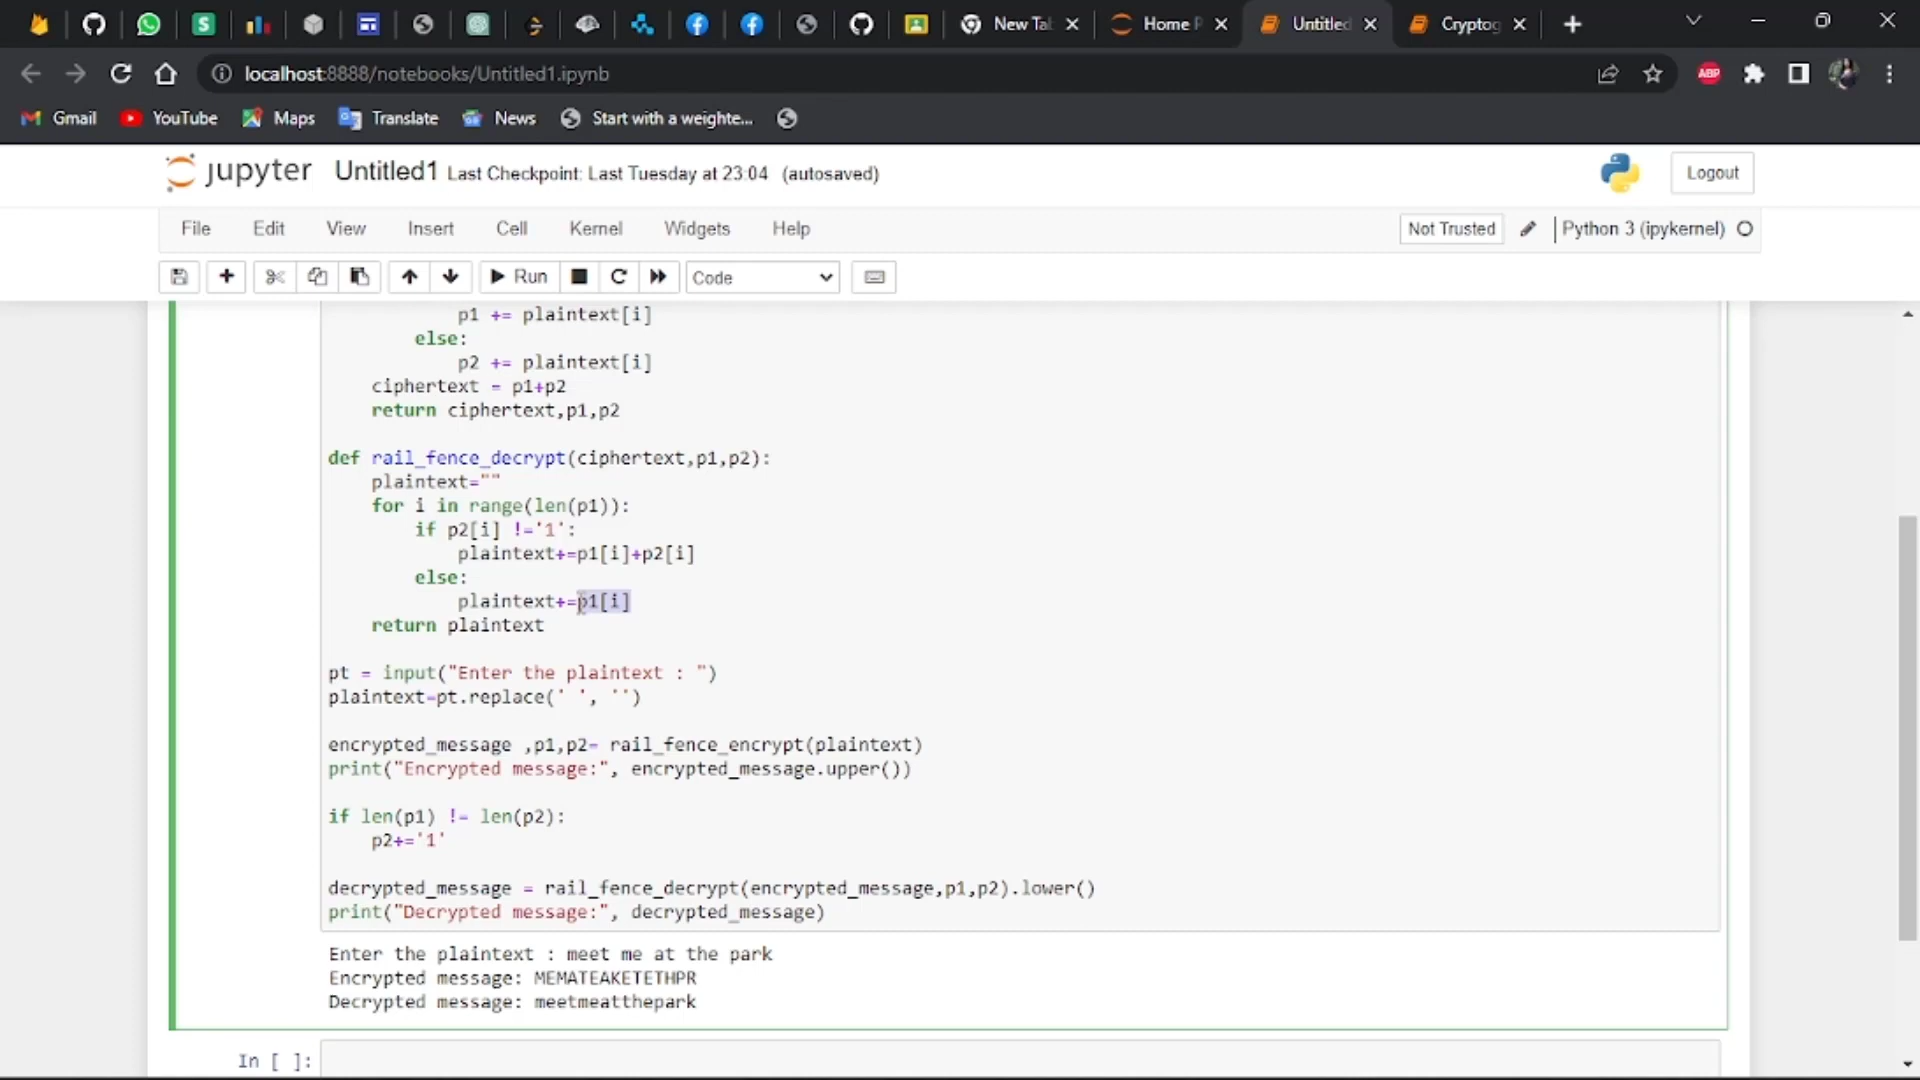 New Ta
Home P
Untitled
Cryptog
localhost:8888/notebooks/Untitled1.ipynb
ABP
Gmail
YouTube
Maps
Translate
News
Start with a weighte...
jupyter
Untitled1 Last Checkpoint: Last Tuesday at 23:04 (autosaved)
Logout
File
Edit
View
Insert
Cell
Kernel
Widgets
Help
Not Trusted
Python 3 (ipykernel)
Run
Code
p1 += plaintext[i]
else:
p2 += plaintext[i]
ciphertext = p1+p2
return ciphertext,p1,p2
def rail_fence_decrypt(ciphertext,p1,p2):
plaintext=""
for i in range(len(p1)):
if p2[i] !='1':
plaintext+=p1[i]+p2[i]
else:
plaintext+=p1[i]
return plaintext
pt = input("Enter the plaintext : ")
plaintext=pt.replace(' ', '')
encrypted_message ,p1,p2= rail_fence_encrypt(plaintext)
print("Encrypted message:", encrypted_message.upper())
if len(p1) != len(p2):
p2+='1'
decrypted_message = rail_fence_decrypt(encrypted_message,p1,p2).lower()
print("Decrypted message:", decrypted_message)
Enter the plaintext : meet me at the park
Encrypted message: MEMATEAKETETHPR
Decrypted message: meetmeatthepark
In [ ]: